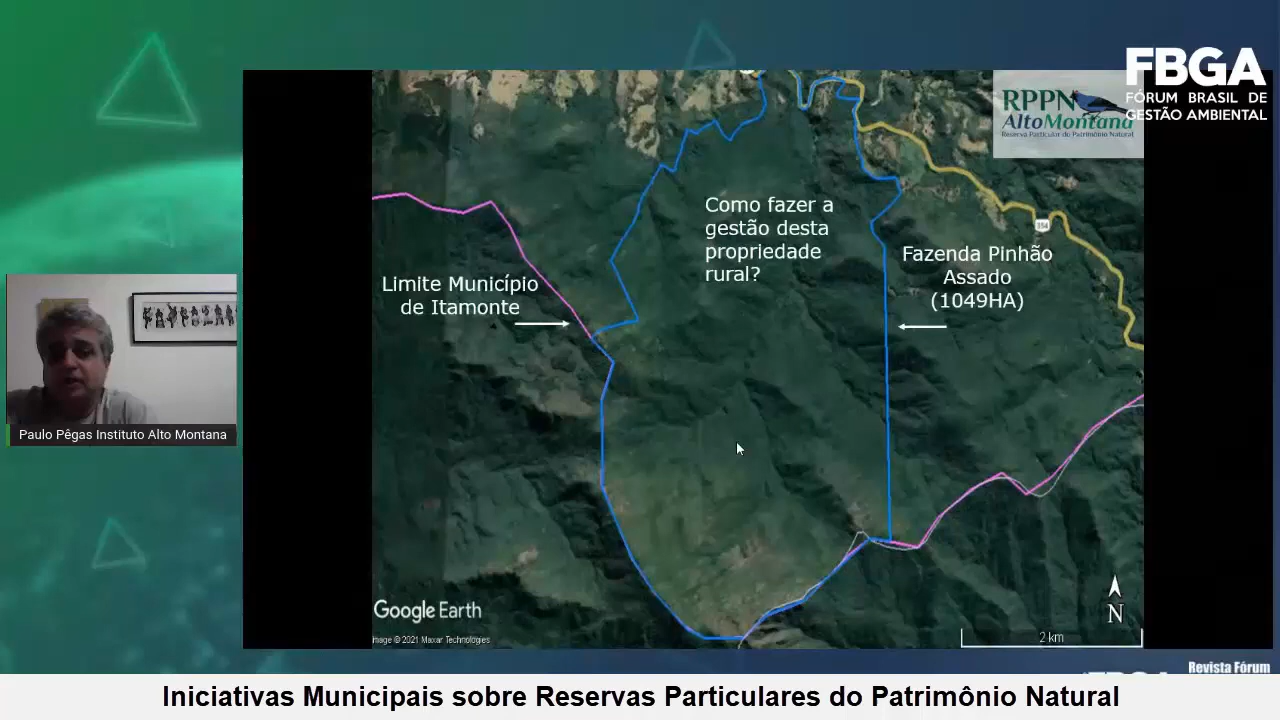 FBGA
FÓRUM BRASIL DE
GESTÃO AMBIENTAL
RPPN
AltoMontana
Reserva Particular do Patrimônio Natural
Como fazer a
gestão desta
propriedade
rural?
354
Fazenda Pinhão
Assado
(1049HA)
Limite Município
de Itamonte
Paulo Pêgas Instituto Alto Montana
Google Earth
Image © 2021 Maxar Technologies
N
2 km
FBGA
Revista Fórum
Iniciativas Municipais sobre Reservas Particulares do Patrimônio Natural